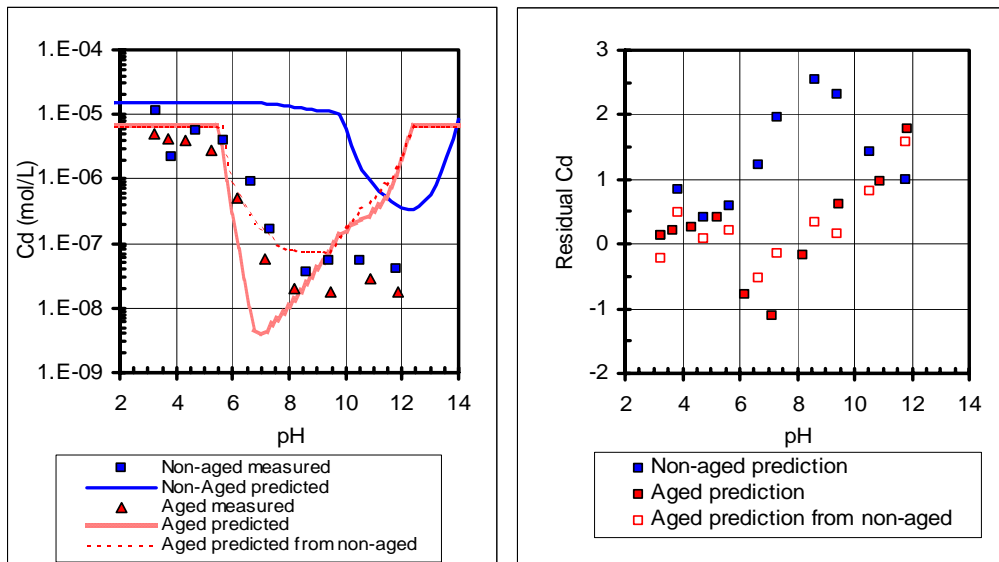 1.E-04
1.E-05
1.E-06
1.E-07
1.E-08
1.E-09
Cd (mol/L)
2 4 6 8 10 12 14
pH
Non-aged measured
Non-Aged predicted
Aged measured
Aged predicted
Aged predicted from non-aged
3
2
1
0
-1
-2
Residual Cd
2 4 6 8 10 12 14
pH
Non-aged prediction
Aged prediction
Aged prediction from non-aged